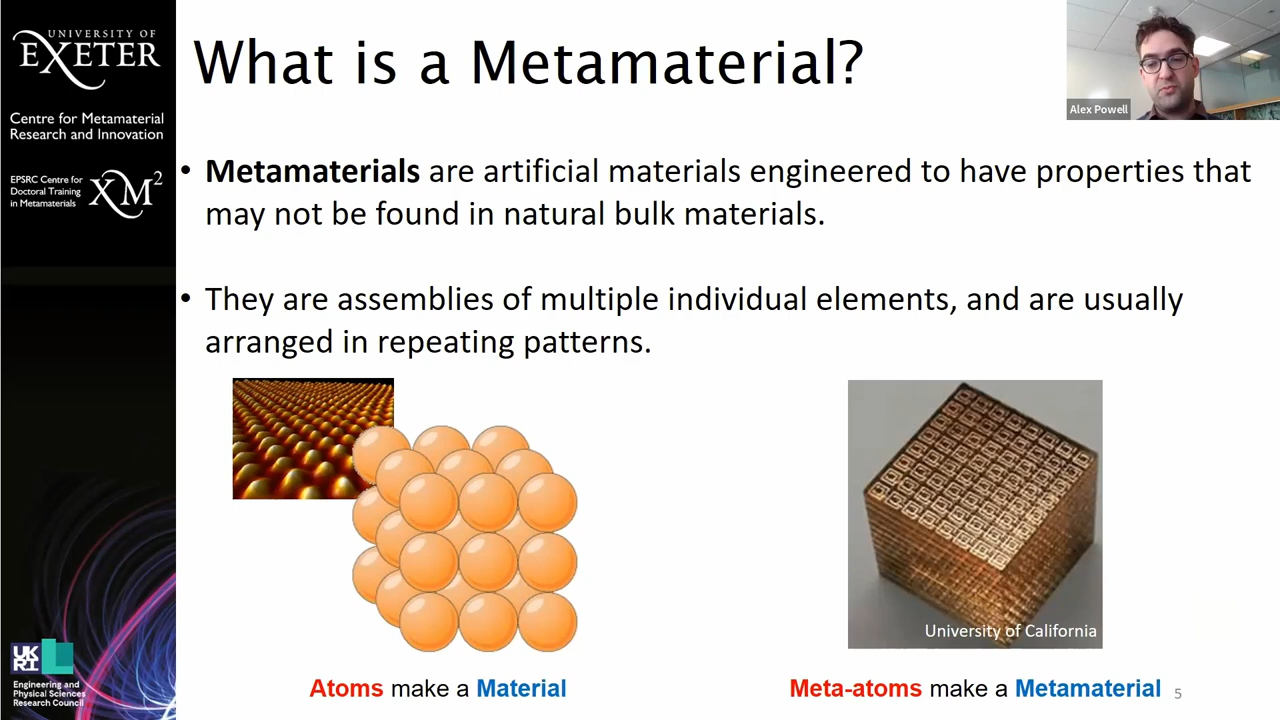 UNIVERSITY OF
EXETER
Centre for Metamaterial
Research and Innovation
EPSRC Centre for
Doctoral Training
in Metamaterials
XM2
What is a Metamaterial?
Alex Powell
• Metamaterials are artificial materials engineered to have properties that
may not be found in natural bulk materials.
• They are assemblies of multiple individual elements, and are usually
arranged in repeating patterns.
University of California
Atoms make a Material
Meta-atoms make a Metamaterial
5
UK
RI
Engineering and
Physical Sciences
Research Council